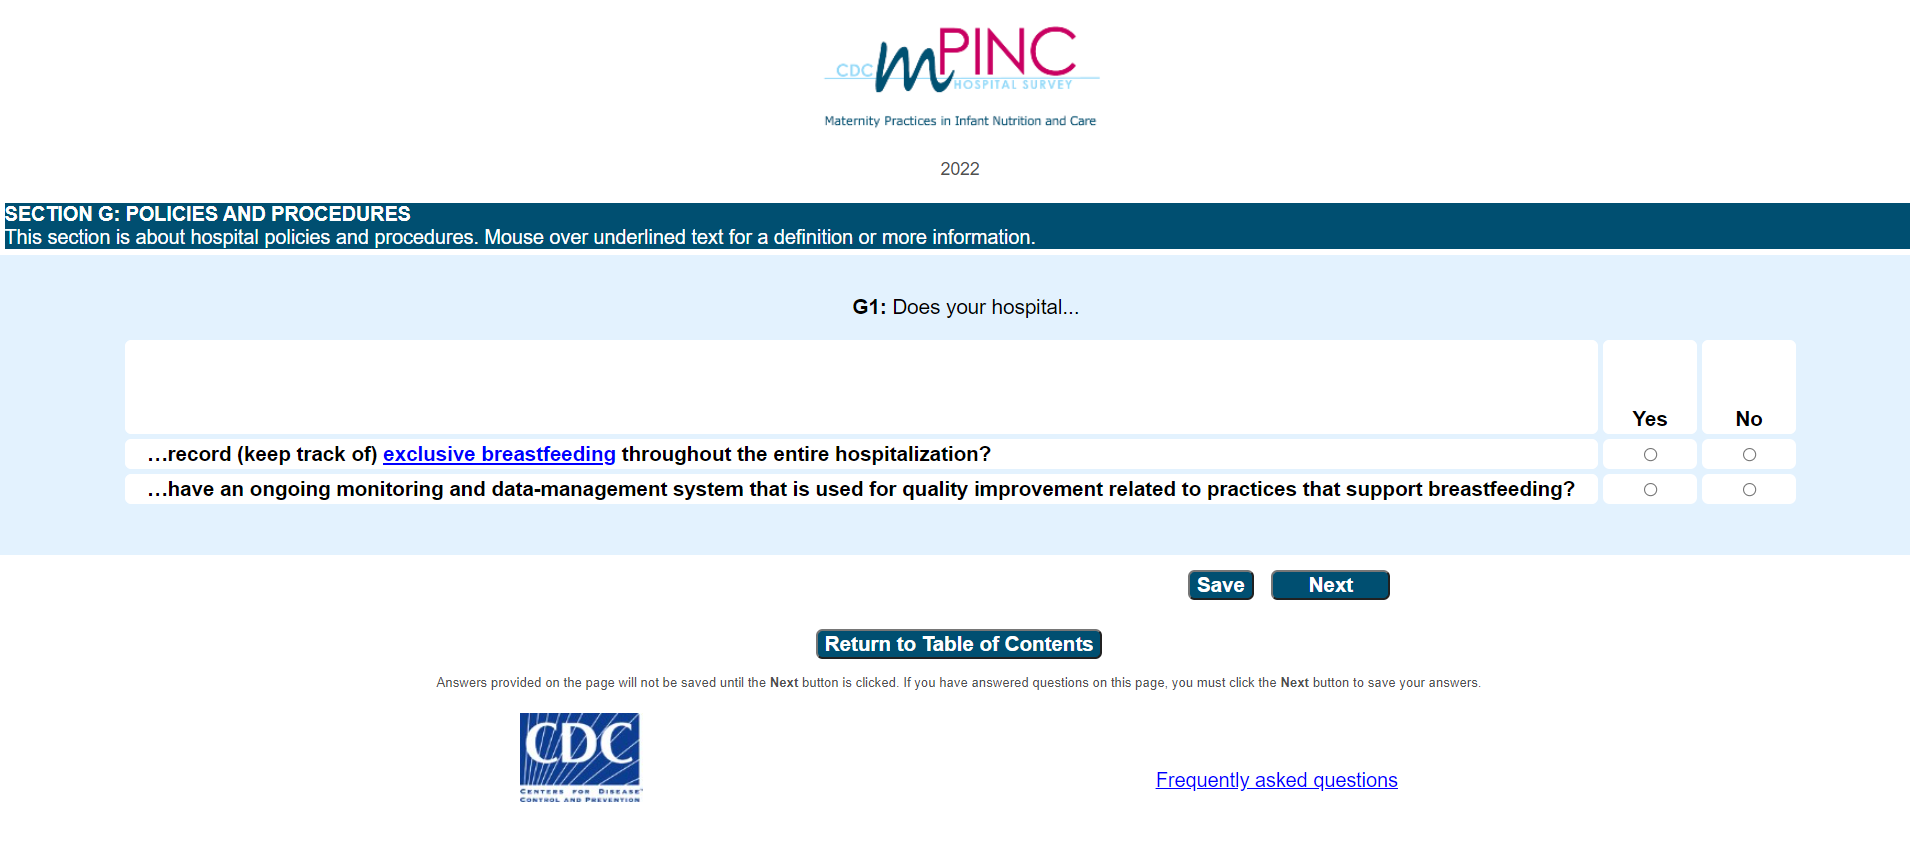 CDC mPINC
HOSPITAL SURVEY
Maternity Practices in Infant Nutrition and Care
2022
SECTION G: POLICIES AND PROCEDURES
This section is about hospital policies and procedures. Mouse over underlined text for a definition or more information.
G1: Does your hospital...
Yes No
…record (keep track of) exclusive breastfeeding throughout the entire hospitalization?
…have an ongoing monitoring and data-management system that is used for quality improvement related to practices that support breastfeeding?
Save Next
Return to Table of Contents
Answers provided on the page will not be saved until the Next button is clicked. If you have answered questions on this page, you must click the Next button to save your answers.
CDC
CENTERS FOR DISEASE™
CONTROL AND PREVENTION
Frequently asked questions